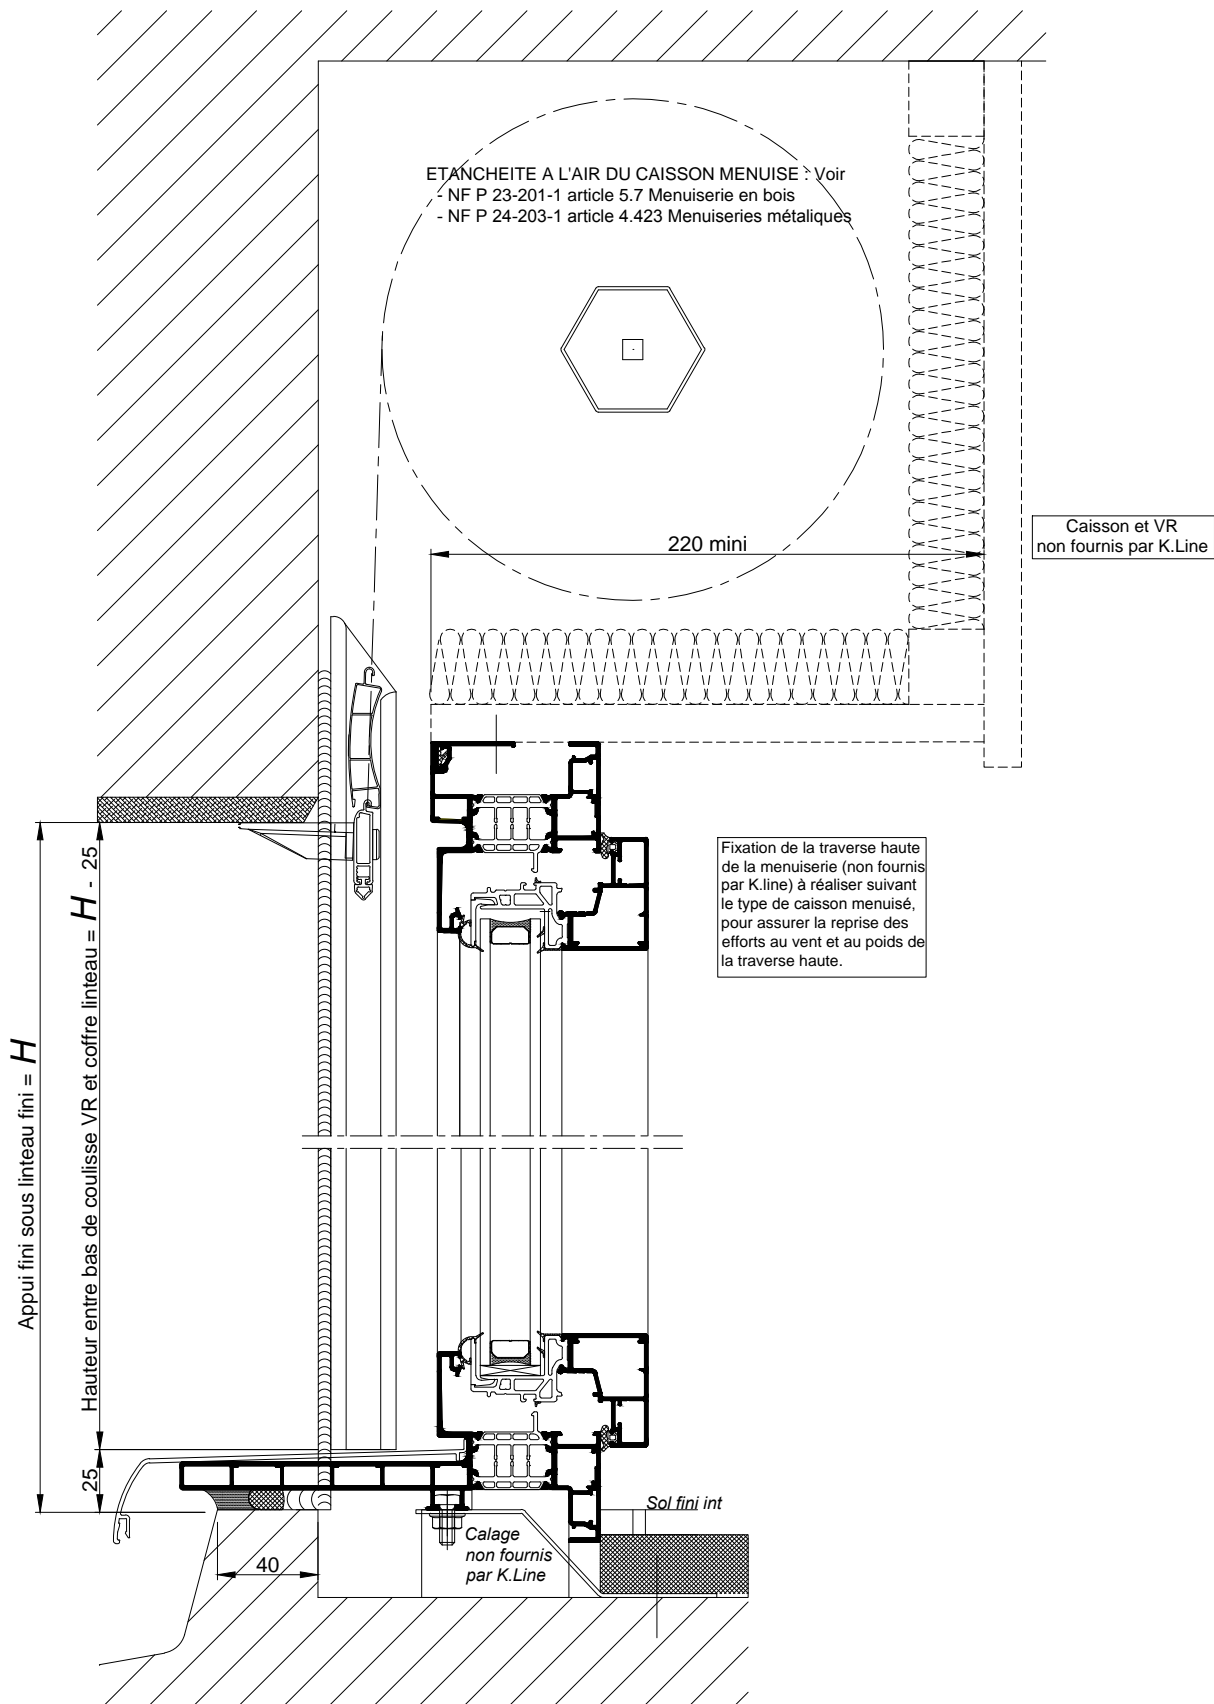 ETANCHEITE A L'AIR DU CAISSON MENUISE : Voir
- NF P 23-201-1 article 5.7 Menuiserie en bois
- NF P 24-203-1 article 4.423 Menuiseries métaliques
220 mini
Caisson et VR
non fournis par K.Line
Fixation de la traverse haute
de la menuiserie (non fournis
par K.line) à réaliser suivant
le type de caisson menuisé,
pour assurer la reprise des
efforts au vent et au poids de
la traverse haute.
Appui fini sous linteau fini = H
Hauteur entre bas de coulisse VR et coffre linteau = H - 25
25
40
Calage
non fournis
par K.Line
Sol fini int